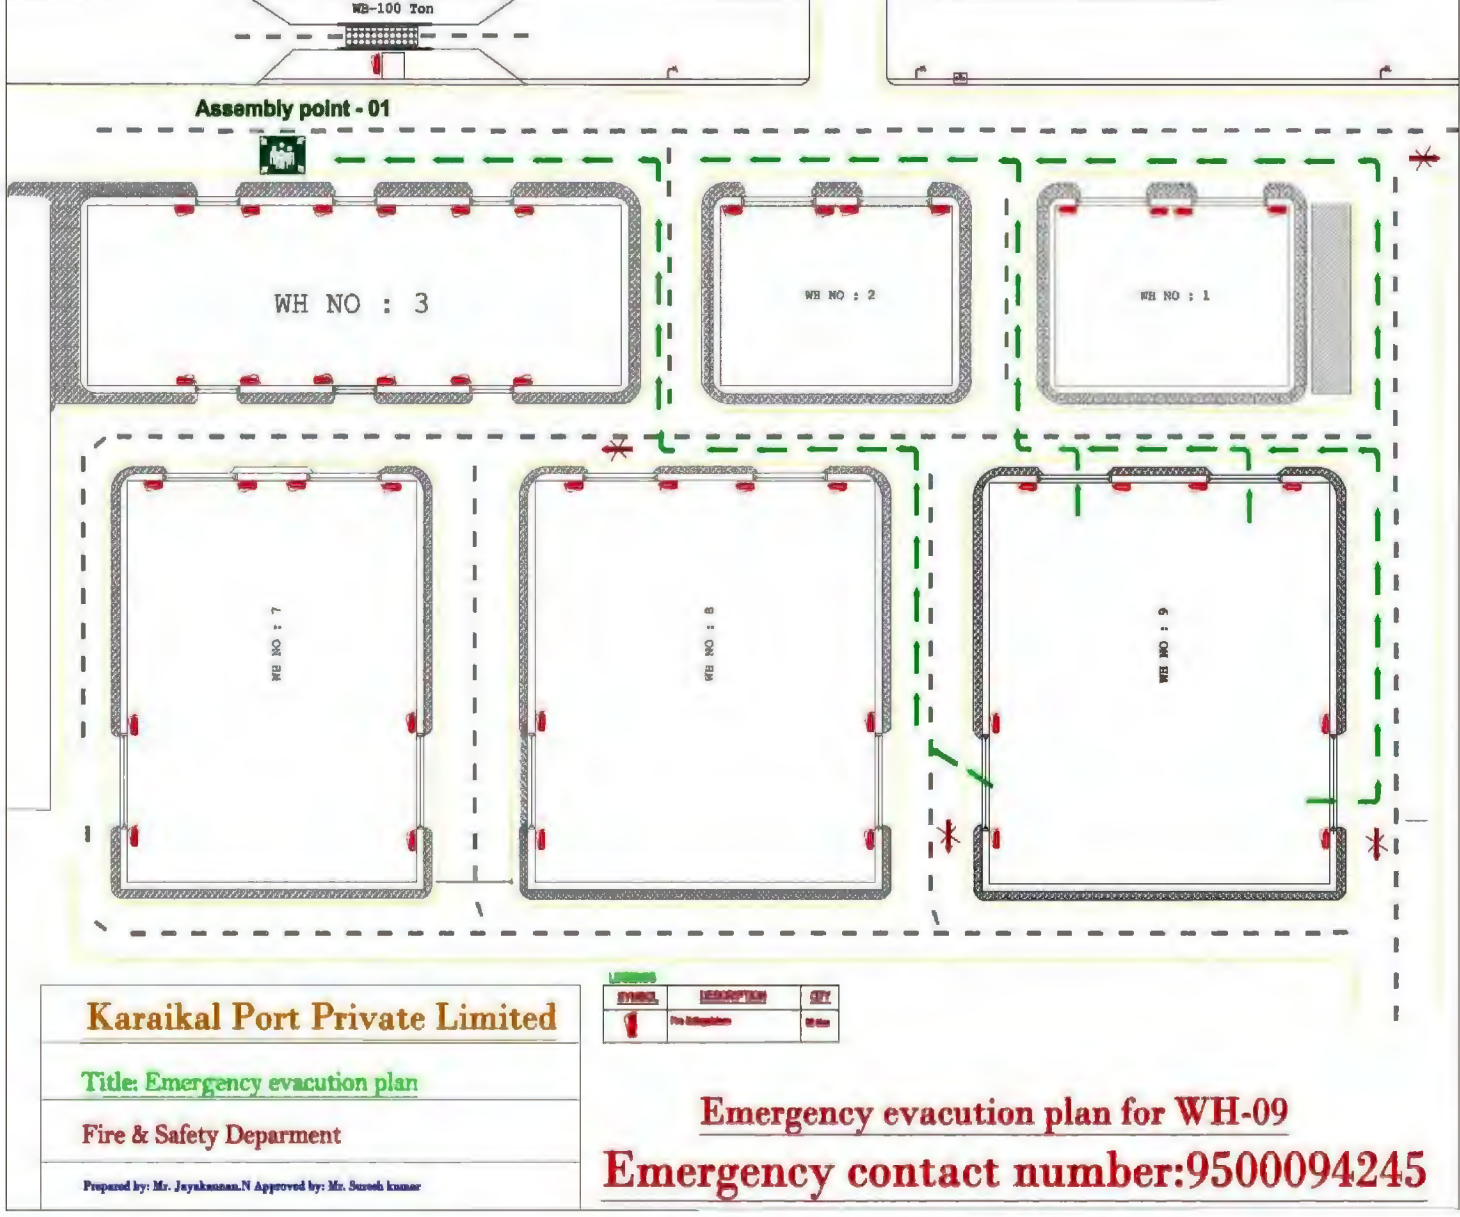 WB-100 Ton
Assembly point - 01
WH NO : 3
WH NO : 2
WH NO : 1
WH NO : 7
WH NO : 8
WH NO : 9
LEGENDS
SYMBOL DESCRIPTION QTY
Karaikal Port Private Limited
Title: Emergency evacution plan
Fire & Safety Deparment
Prepared by: Mr. Jayakannan.N Approved by: Mr. Suresh kumar
Emergency evacution plan for WH-09
Emergency contact number:9500094245